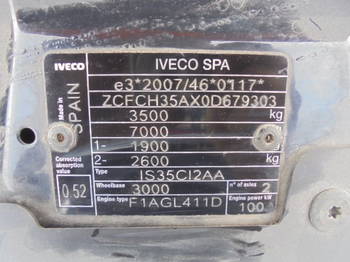 IVECO
IVECO SPA
Made in
SPAIN
e3*2007/46*0117*
ZCFCH35AX0D679303
3500 kg
7000 kg
1- 1900 kg
2- 2600 kg
Corrected
absorption
value
0.52
Type
IS35CI2AA
Wheelbase
3000
n° of axles
2
Engine type
F1AGL411D
Engine power kW
100